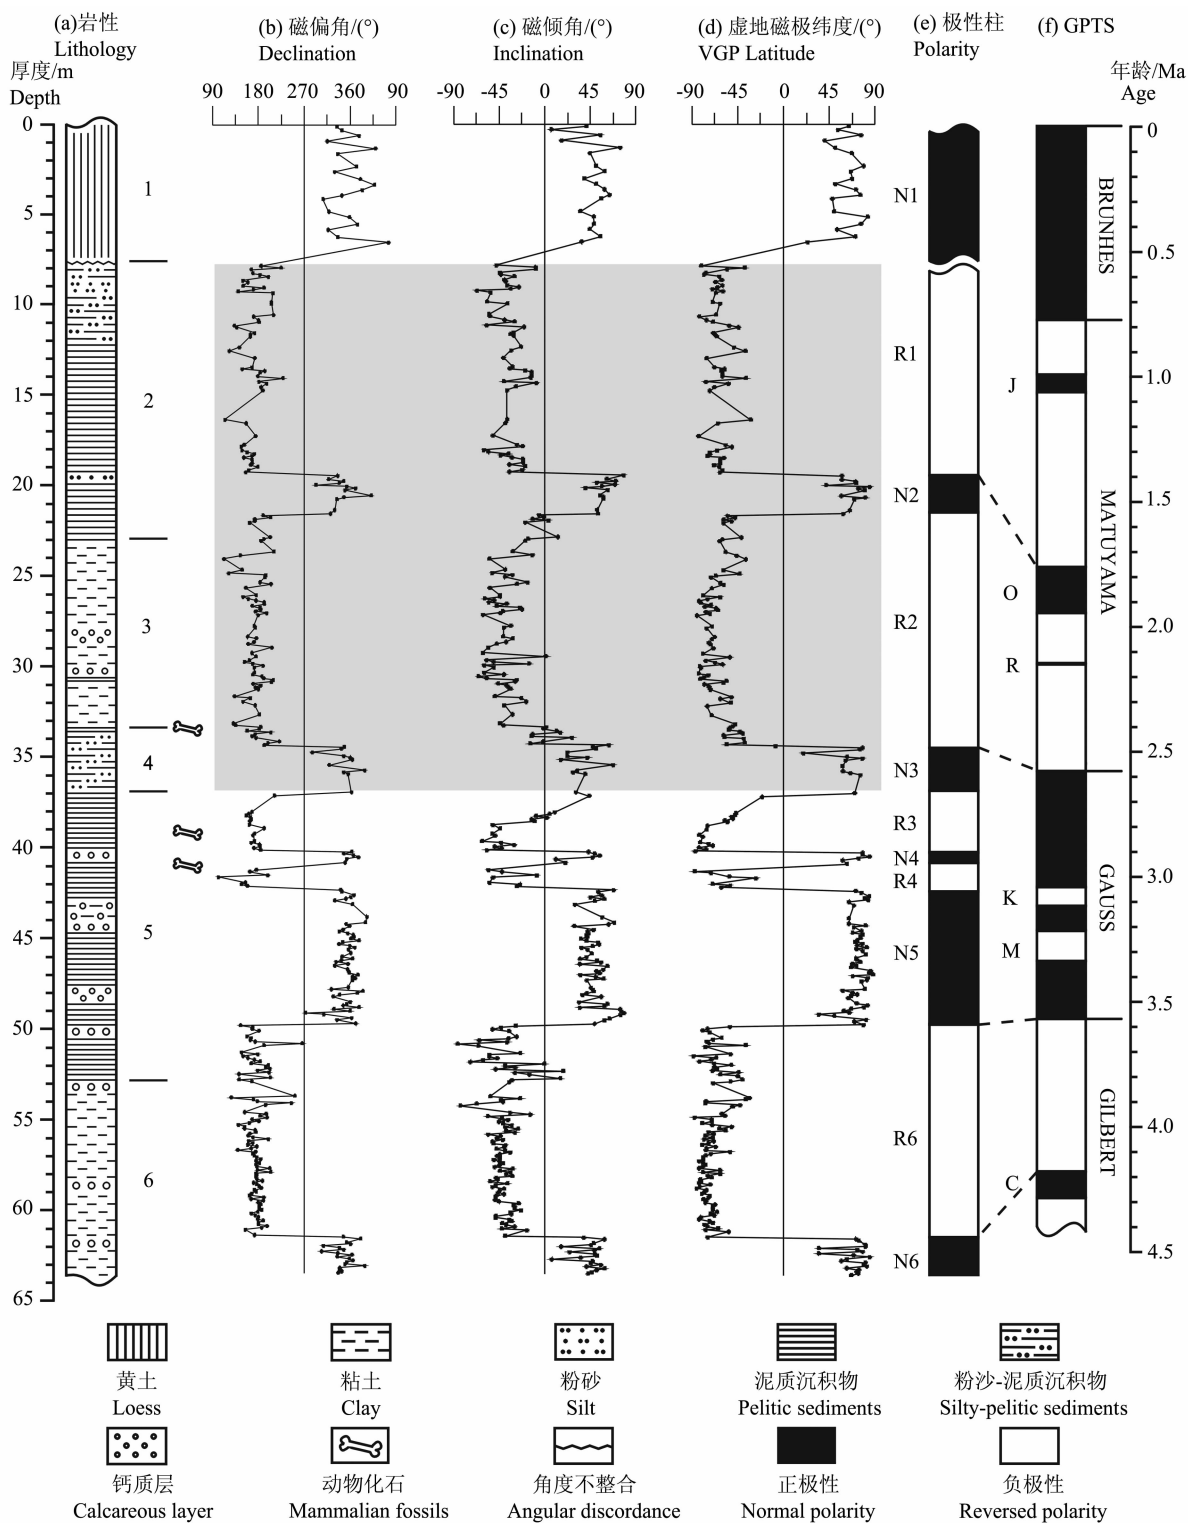 (a)岩性
Lithology
(b) 磁偏角/(°)
Declination
(c) 磁倾角/(°)
Inclination
(d) 虚地磁极纬度/(°)
VGP Latitude
(e) 极性柱
Polarity
(f) GPTS
厚度/m
Depth
年龄/Ma
Age
90 180 270 360 90
-90 -45 0 45 90
-90 -45 0 45 90
0
5
10
15
20
25
30
35
40
45
50
55
60
65
1
2
3
4
5
6
N1
R1
N2
R2
N3
R3
N4
R4
N5
R6
N6
J
O
R
K
M
C
BRUNHES
MATUYAMA
GAUSS
GILBERT
0
0.5
1.0
1.5
2.0
2.5
3.0
3.5
4.0
4.5
黄土
Loess
粘土
Clay
粉砂
Silt
泥质沉积物
Pelitic sediments
粉沙-泥质沉积物
Silty-pelitic sediments
钙质层
Calcareous layer
动物化石
Mammalian fossils
角度不整合
Angular discordance
正极性
Normal polarity
负极性
Reversed polarity